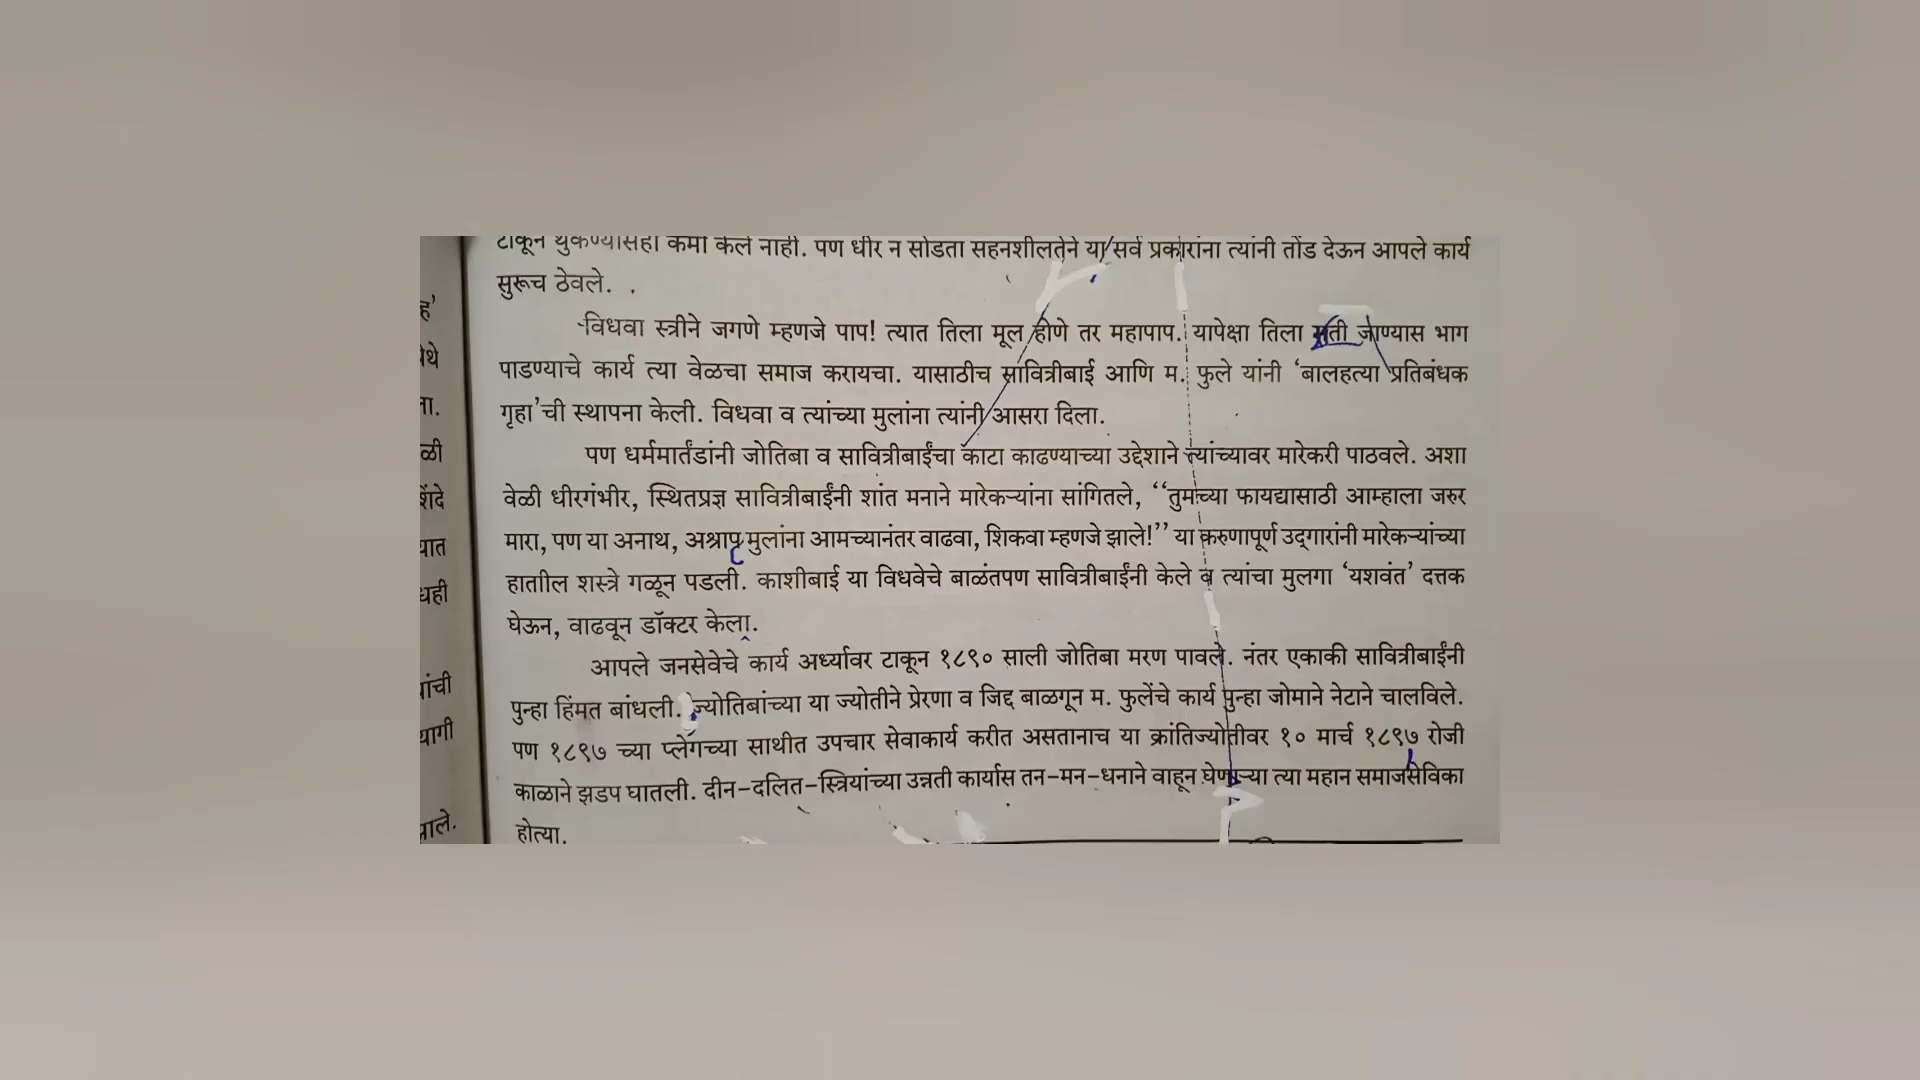 टाकून थुंकण्यासही कमी केले नाही. पण धीर न सोडता सहनशीलतेने या सर्व प्रकारांना त्यांनी तोंड देऊन आपले कार्य
सुरूच ठेवले.
विधवा स्त्रीने जगणे म्हणजे पाप! त्यात तिला मूल होणे तर महापाप. यापेक्षा तिला सती जाण्यास भाग
पाडण्याचे कार्य त्या वेळचा समाज करायचा. यासाठीच सावित्रीबाई आणि म. फुले यांनी ‘बालहत्या प्रतिबंधक
गृहा’ची स्थापना केली. विधवा व त्यांच्या मुलांना त्यांनी आसरा दिला.
पण धर्ममार्तंडांनी जोतिबा व सावित्रीबाईंचा काटा काढण्याच्या उद्देशाने त्यांच्यावर मारेकरी पाठवले. अशा
वेळी धीरगंभीर, स्थितप्रज्ञ सावित्रीबाईंनी शांत मनाने मारेकऱ्यांना सांगितले, ‘‘तुमच्या फायद्यासाठी आम्हाला जरुर
मारा, पण या अनाथ, अश्राप मुलांना आमच्यानंतर वाढवा, शिकवा म्हणजे झाले!’’ या करुणापूर्ण उद्‌गारांनी मारेकऱ्यांच्या
हाताील शस्त्रे गळून पडली. काशीबाई या विधवेचे बाळंतपण सावित्रीबाईंनी केले व त्यांचा मुलगा ‘यशवंत’ दत्तक
घेऊन, वाढवून डॉक्टर केला.
आपले जनसेवेचे कार्य अर्ध्यावर टाकून १८९० साली जोतिबा मरण पावले. नंतर एकाकी सावित्रीबाईंनी
पुन्हा हिंमत बांधली. ज्योतिबांच्या या ज्योतीने प्रेरणा व जिद्द बाळगून म. फुलेंचे कार्य पुन्हा जोमाने नेटाने चालविले.
पण १८९७ च्या प्लेगच्या साथीत उपचार सेवाकार्य करीत असतानाच या क्रांतिज्योतीवर १० मार्च १८९७ रोजी
काळाने झडप घातली. दीन-दलित-स्त्रियांच्या उन्नती कार्यास तन-मन-धनाने वाहून घेणाऱ्या त्या महान समाजसेविका
होत्या.